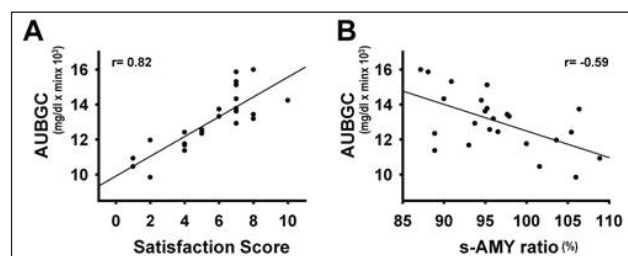 A
r= 0.82
AUBGC
(mg/dl x minx 10³)
16
14
12
10
0 2 4 6 8 10
Satisfaction Score
B
r= -0.59
AUBGC
(mg/dl x minx 10³)
16
14
12
10
85 90 95 100 105 110
s-AMY ratio (%)